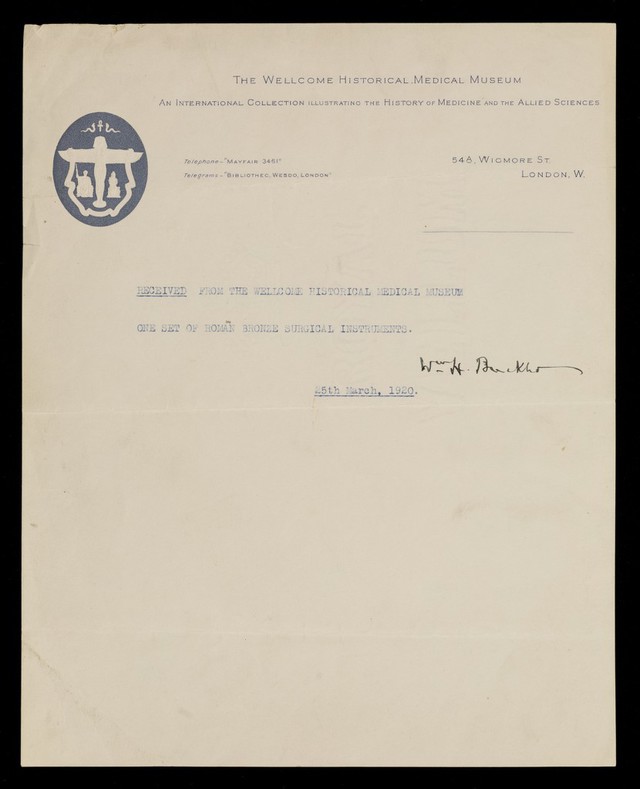 THE WELLCOME HISTORICAL MEDICAL MUSEUM
AN INTERNATIONAL COLLECTION ILLUSTRATING THE HISTORY OF MEDICINE AND THE ALLIED SCIENCES
Telephone - "MAYFAIR 3461"
Telegrams - "BIBLIOTHEC, WESDO, LONDON"
54A, WIGMORE ST.
LONDON, W.
RECEIVED FROM THE WELLCOME HISTORICAL MEDICAL MUSEUM
ONE SET OF ROMAN BRONZE SURGICAL INSTRUMENTS.
Wm H.
25th March, 1920.